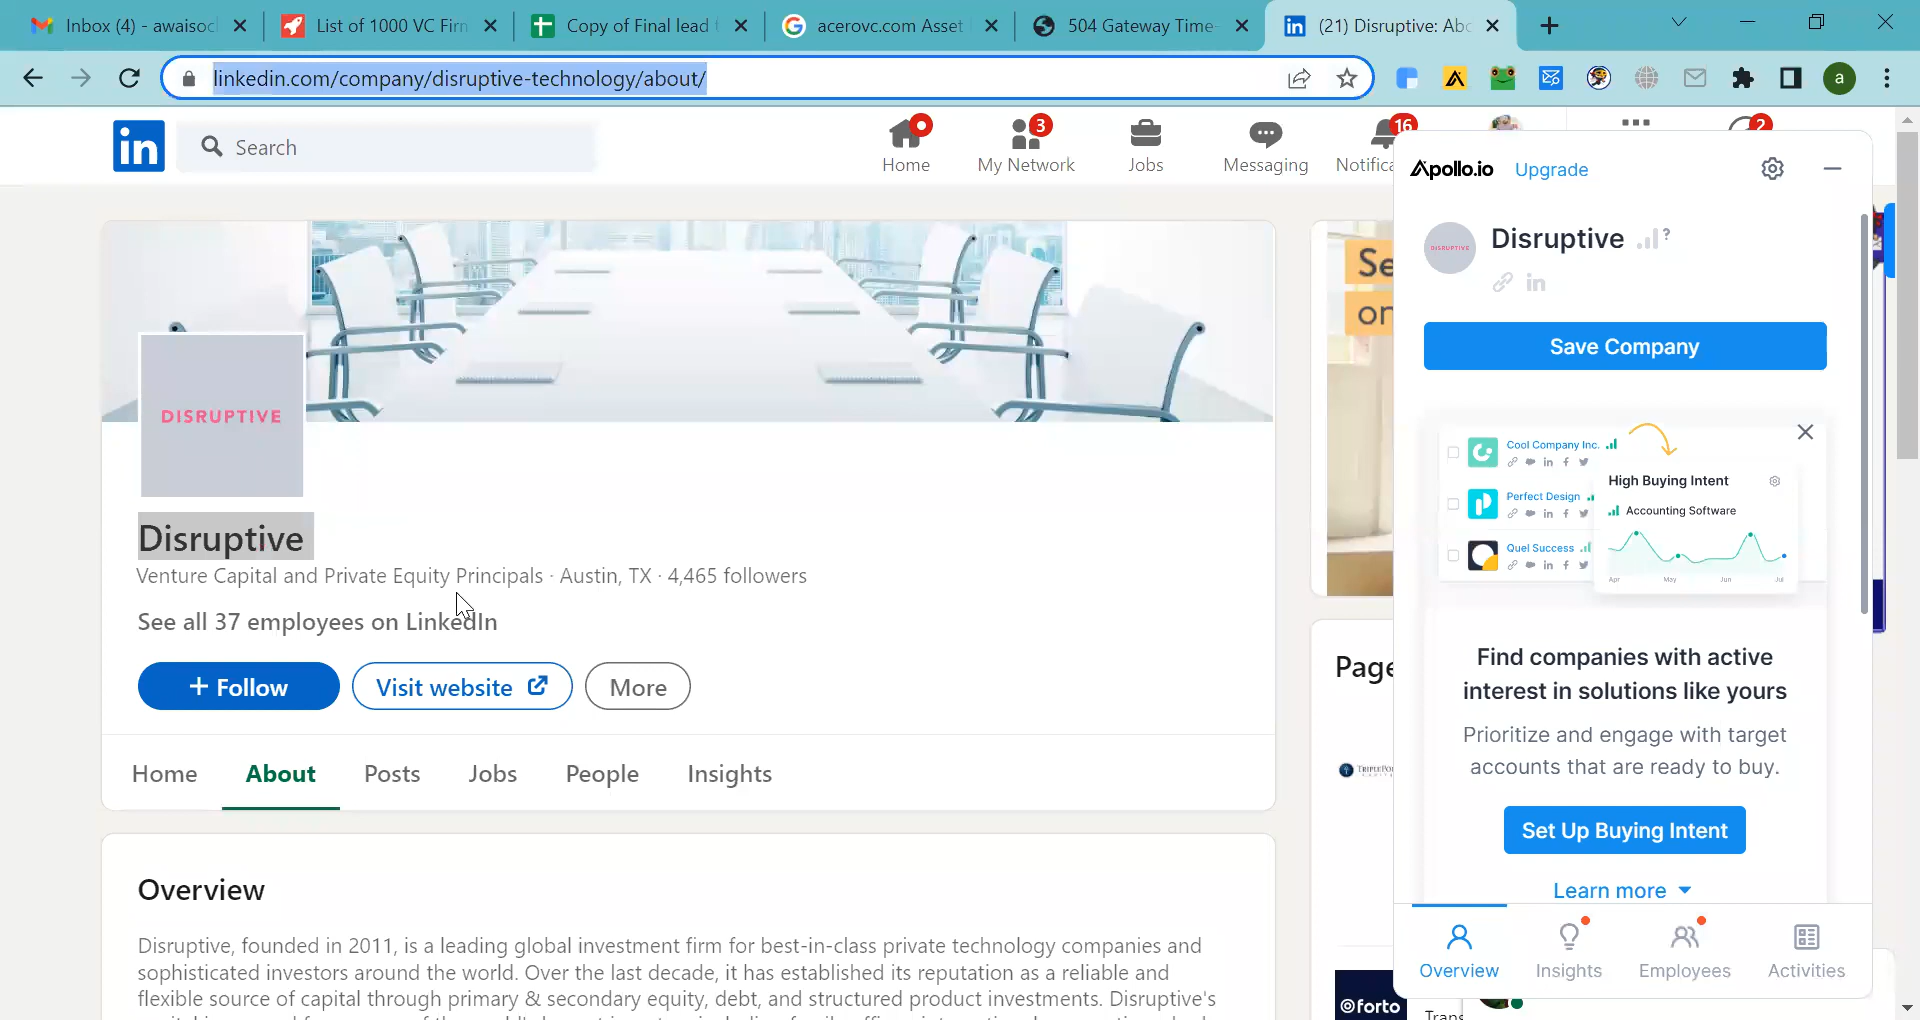 Inbox (4) - awaisoc
List of 1000 VC Firm
Copy of Final lead
acerovc.com Asset
504 Gateway Time-
(21) Disruptive: Abo
linkedin.com/company/disruptive-technology/about/
a
in
Search
Home
3
My Network
Jobs
Messaging
16
Notifica
2
Apollo.io
Upgrade
DISRUPTIVE
Disruptive
?
Save Company
Cool Company Inc.
Perfect Design
Quel Success
High Buying Intent
Accounting Software
Apr May Jun Jul
Find companies with active
interest in solutions like yours
Prioritize and engage with target
accounts that are ready to buy.
Set Up Buying Intent
Learn more
Overview
Insights
Employees
Activities
DISRUPTIVE
Disruptive
Venture Capital and Private Equity Principals · Austin, TX · 4,465 followers
See all 37 employees on LinkedIn
+ Follow
Visit website
More
Home
About
Posts
Jobs
People
Insights
Overview
Disruptive, founded in 2011, is a leading global investment firm for best-in-class private technology companies and
sophisticated investors around the world. Over the last decade, it has established its reputation as a reliable and
flexible source of capital through primary & secondary equity, debt, and structured product investments. Disruptive's
Se
on
Page
forto
Trans